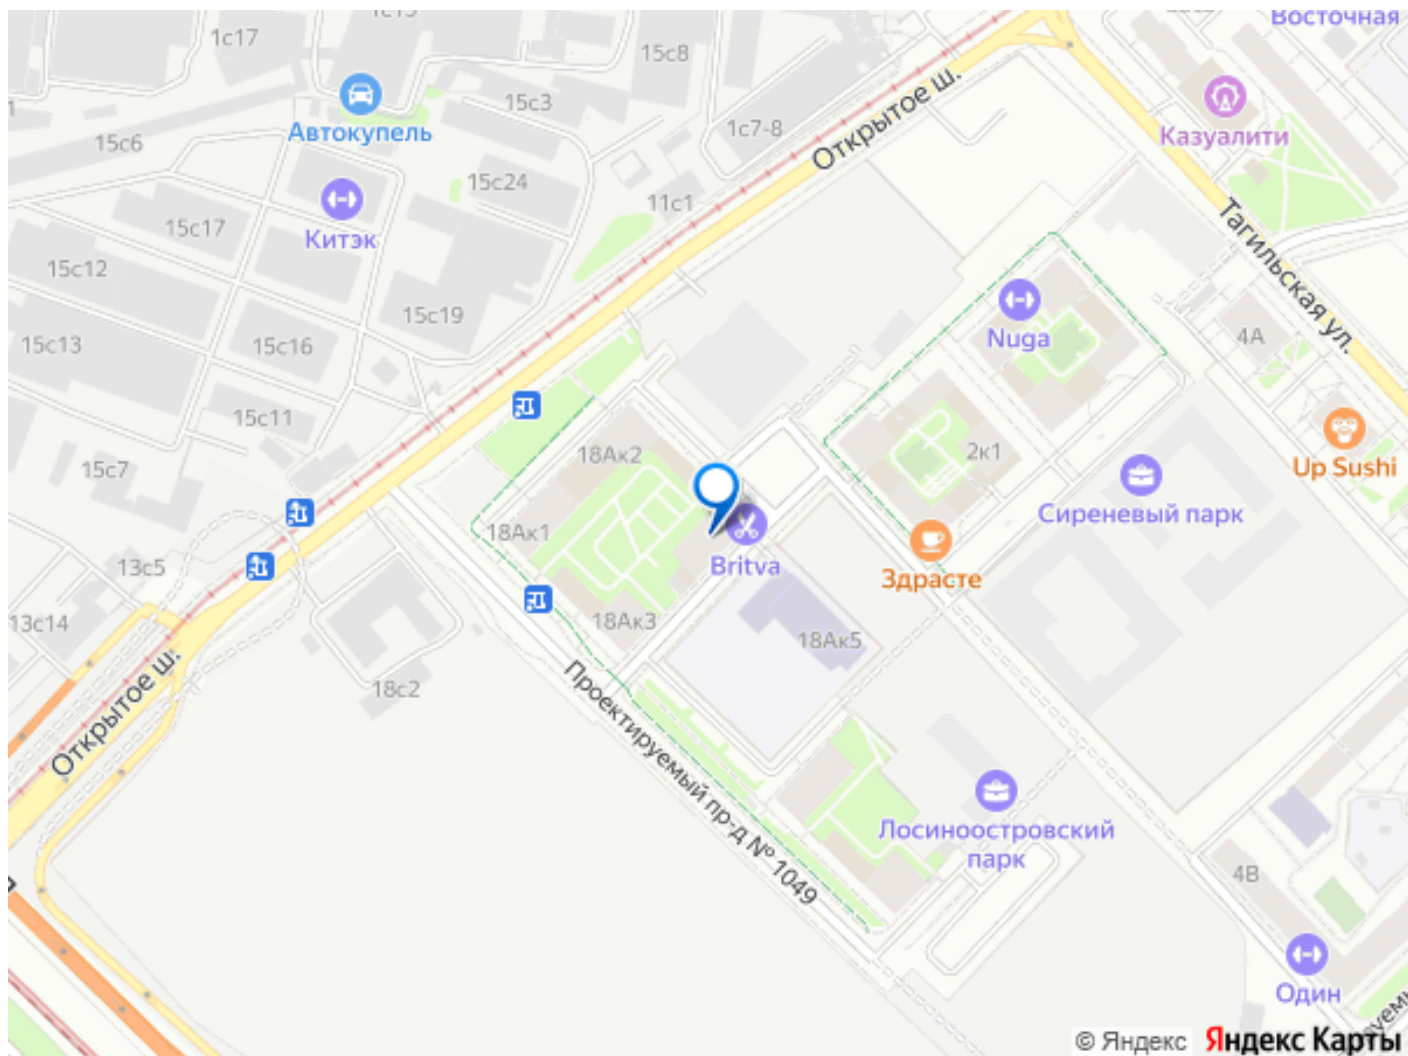 1с15
Восточная
1с17
15с8
Казуалити
Автокупель
15с3
1с7-8
Открытое ш.
15с6
15с24
11с1
Китэк
15с17
Тагильская ул.
15с12
15с19
Nuga
4А
15с13
15с16
15с11
18Ак2
2к1
Up Sushi
15с7
Сиреневый парк
18Ак1
Britva
Здрасте
13с5
13с14
18Ак3
18Ак5
18с2
Открытое ш.
Проектируемый пр-д № 1049
Лосиноостровский
парк
4В
Один
© Яндекс
Яндекс Карты